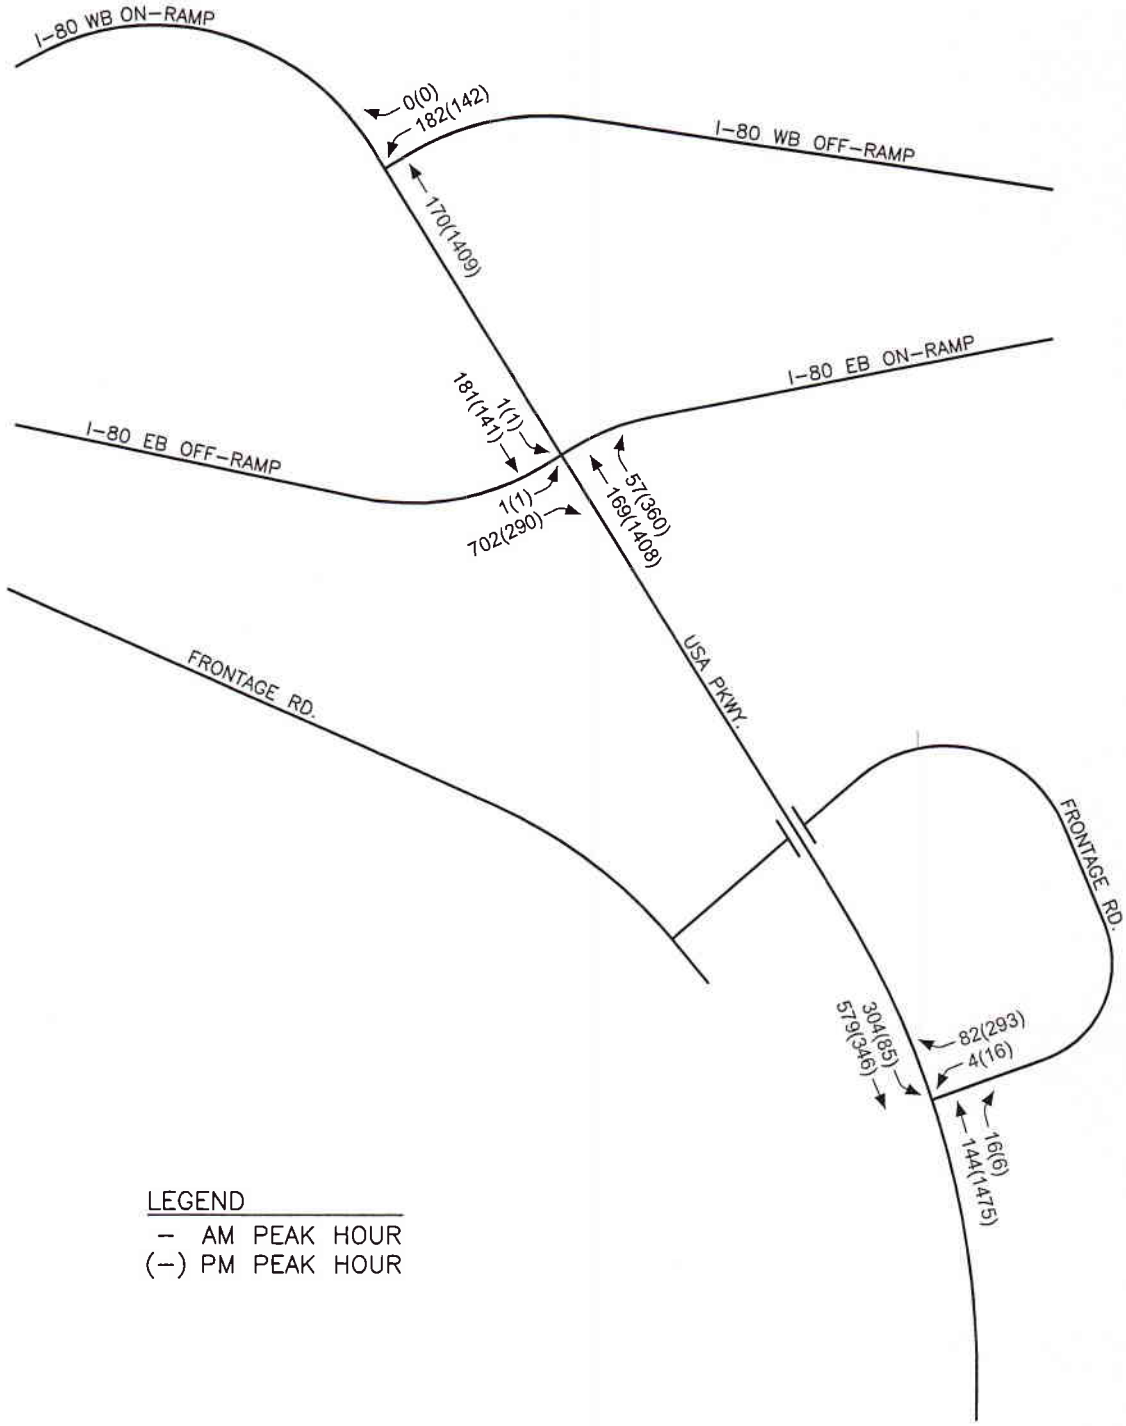 I-80 WB ON-RAMP
0(0)
182(142)
I-80 WB OFF-RAMP
170(1409)
I-80 EB ON-RAMP
1(1)
181(141)
I-80 EB OFF-RAMP
1(1)
702(290)
57(360)
169(1408)
FRONTAGE RD.
USA PKWY.
FRONTAGE RD.
304(85)
579(346)
82(293)
4(16)
16(6)
144(1475)
LEGEND
- AM PEAK HOUR
(-) PM PEAK HOUR